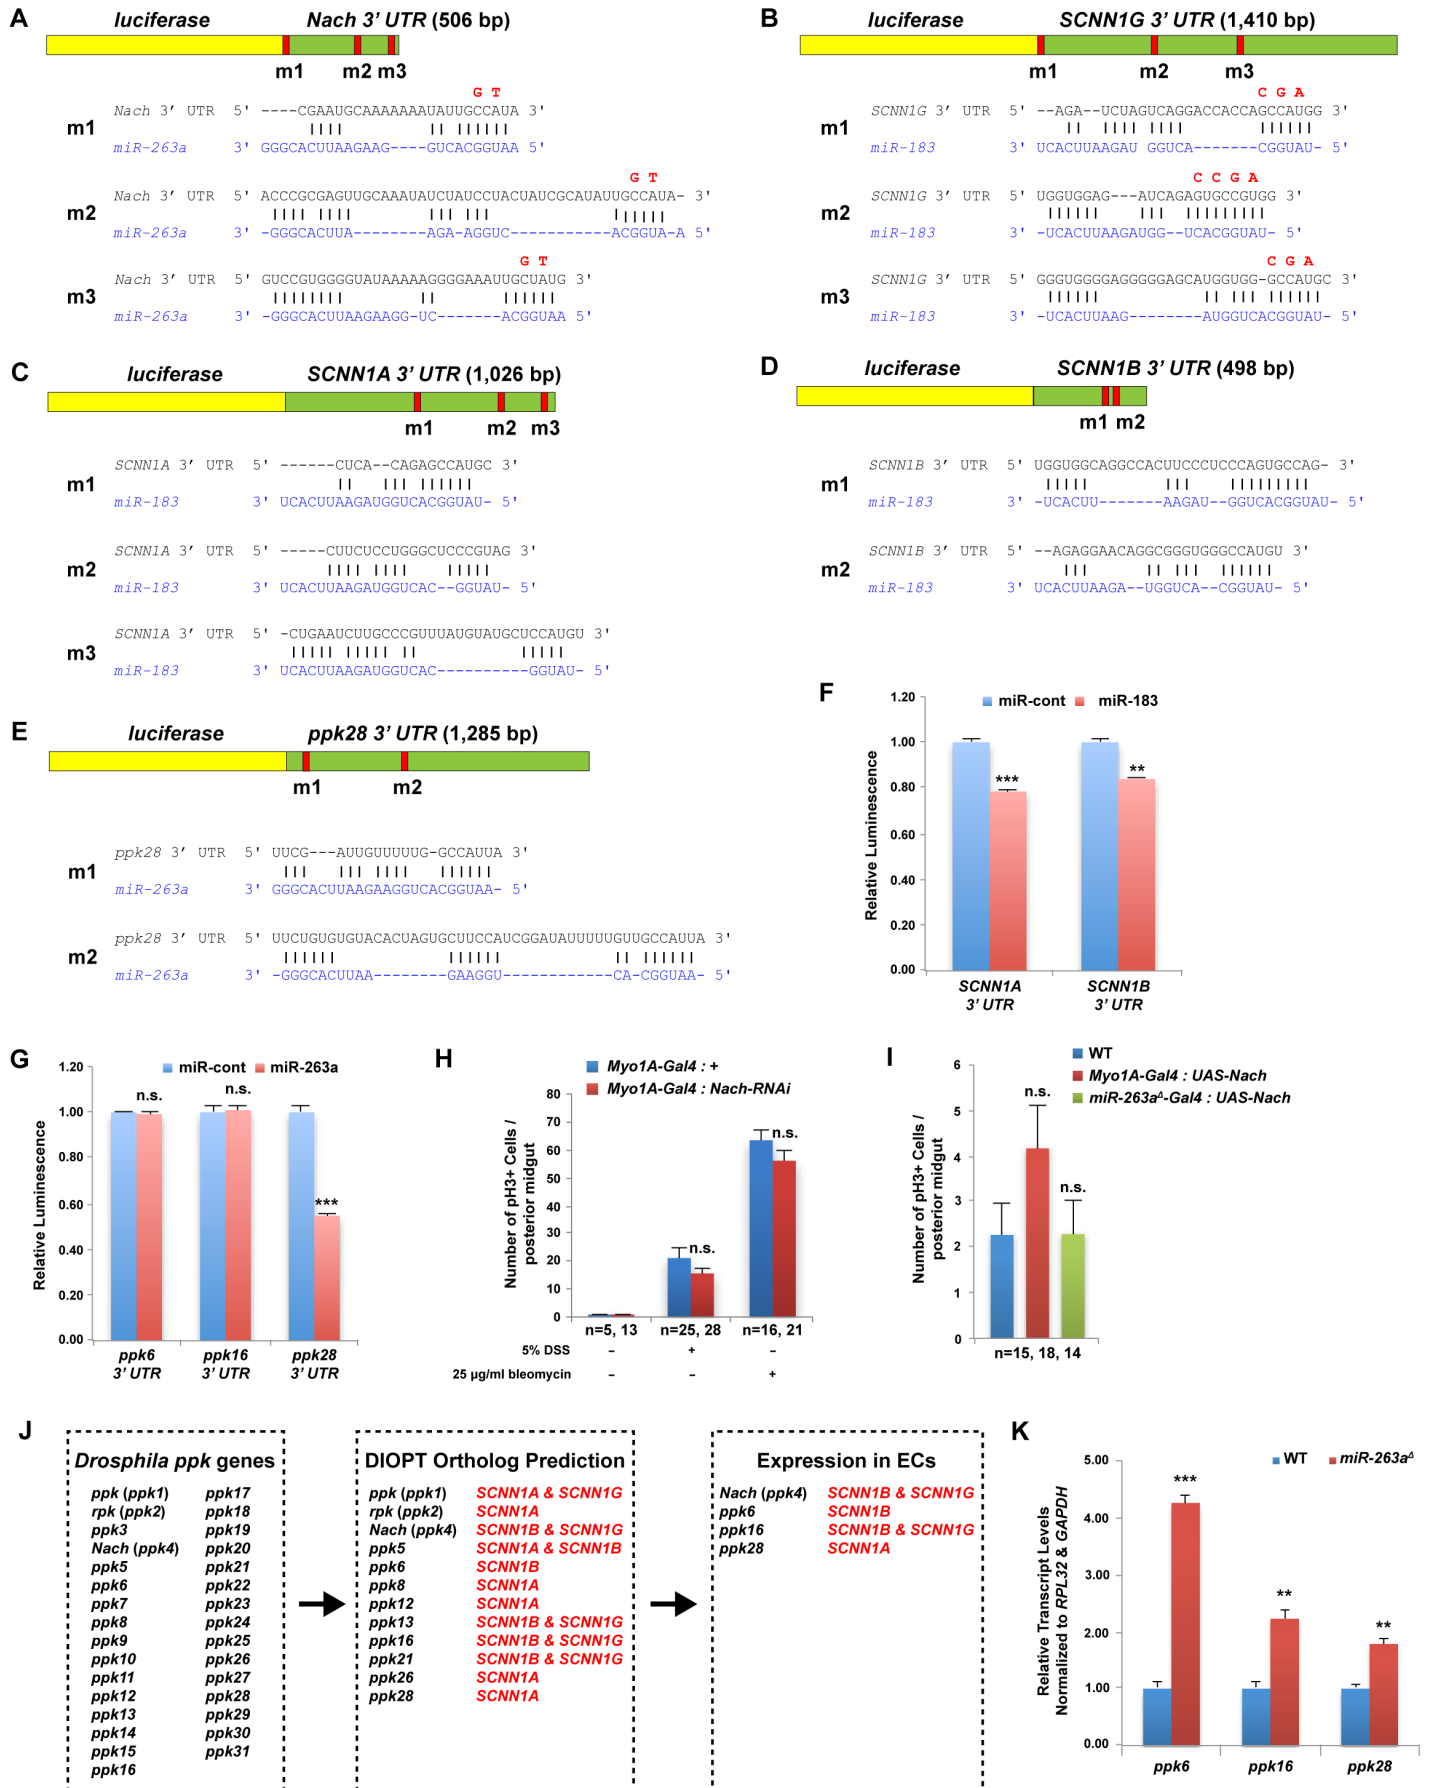 A
luciferase Nach 3’ UTR (506 bp)
m1 m2 m3
G T
Nach 3’ UTR 5' ----CGAAUGCAAAAAAAUAUUGCCAUA 3'
m1
miR-263a 3' GGGCACUUAAGAAG----GUCACGGUAA 5'
G T
Nach 3’ UTR 5' ACCCGCGAGUUGCAAAUAUCUAUCCUACUAUCGCAUAUUGCCAUA- 3'
m2
miR-263a 3' -GGGCACUUA--------AGA-AGGUC-----------ACGGUA-A 5'
G T
Nach 3’ UTR 5' GUCCGUGGGGUAUAAAAAGGGGAAAUUGCUAUG 3'
m3
miR-263a 3' -GGGCACUUAAGAAGG-UC-------ACGGUAA 5'
B
luciferase SCNN1G 3’ UTR (1,410 bp)
m1 m2 m3
C G A
SCNN1G 3’ UTR 5' --AGA--UCUAGUCAGGACCACCAGCCAUGG 3'
m1
miR-183 3' UCACUUAAGAU GGUCA-------CGGUAU- 5'
C C G A
SCNN1G 3’ UTR 5' UGGUGGAG---AUCAGAGUGCCGUGG 3'
m2
miR-183 3' -UCACUUAAGAUGG--UCACGGUAU- 5'
C G A
SCNN1G 3’ UTR 5' GGGUGGGGAGGGGGAGCAUGGUGG-GCCAUGC 3'
m3
miR-183 3' -UCACUUAAG---------AUGGUCACGGUAU- 5'
C
luciferase SCNN1A 3’ UTR (1,026 bp)
m1 m2 m3
SCNN1A 3’ UTR 5' ------CUCA--CAGAGCCAUGC 3'
m1
miR-183 3' UCACUUAAGAUGGUCACGGUAU- 5'
SCNN1A 3’ UTR 5' -----CUUCUCCUGGGCUCCCGUAG 3'
m2
miR-183 3' UCACUUAAGAUGGUCAC--GGUAU- 5'
SCNN1A 3’ UTR 5' -CUGAAUCUUGCCCGUUUAUGUAUGCUCCAUGU 3'
m3
miR-183 3' UCACUUAAGAUGGUCAC----------GGUAU- 5'
D
luciferase SCNN1B 3’ UTR (498 bp)
m1 m2
SCNN1B 3’ UTR 5' UGGUGGCAGGCCACUUCCCUCCCAGUGCCAG- 3'
m1
miR-183 3' -UCACUU-------AAGAU--GGUCACGGUAU- 5'
SCNN1B 3’ UTR 5' --AGAGGAACAGGCGGGUGGGCCAUGU 3'
m2
miR-183 3' UCACUUAAGA--UGGUCA--CGGUAU- 5'
E
luciferase ppk28 3’ UTR (1,285 bp)
m1 m2
ppk28 3’ UTR 5' UUCG---AUUGUUUUUG-GCCAUUA 3'
m1
miR-263a 3' GGGCACUUAAGAAGGUCACGGUAA- 5'
ppk28 3’ UTR 5' UUCUGUGUGUACACUAGUGCUUCCAUCGGAUAUUUUUGUUGCCAUUA 3'
m2
miR-263a 3' -GGGCACUUAA---------GAAGGU-------------CA-CGGUAA- 5'
F
miR-cont miR-183
Relative Luminescence
1.20
1.00
0.80
0.60
0.40
0.20
0.00
*** **
SCNN1A 3’ UTR
SCNN1B 3’ UTR
G
miR-cont miR-263a
Relative Luminescence
1.20
1.00
0.80
0.60
0.40
0.20
0.00
n.s. n.s. ***
ppk6 3’ UTR
ppk16 3’ UTR
ppk28 3’ UTR
H
Myo1A-Gal4 : +
Myo1A-Gal4 : Nach-RNAi
Number of pH3+ Cells /
posterior midgut
80
70
60
50
40
30
20
10
0
n.s. n.s.
n=5, 13 n=25, 28 n=16, 21
5% DSS – + –
25 µg/ml bleomycin – – +
I
WT
Myo1A-Gal4 : UAS-Nach
miR-263aΔ-Gal4 : UAS-Nach
Number of pH3+ Cells /
posterior midgut
6
5
4
3
2
1
0
n.s.
n.s.
n=15, 18, 14
J
Drosphila ppk genes
ppk (ppk1) ppk17
rpk (ppk2) ppk18
ppk3 ppk19
Nach (ppk4) ppk20
ppk5 ppk21
ppk6 ppk22
ppk7 ppk23
ppk8 ppk24
ppk9 ppk25
ppk10 ppk26
ppk11 ppk27
ppk12 ppk28
ppk13 ppk29
ppk14 ppk30
ppk15 ppk31
ppk16
DIOPT Ortholog Prediction
ppk (ppk1) SCNN1A & SCNN1G
rpk (ppk2) SCNN1A
Nach (ppk4) SCNN1B & SCNN1G
ppk5 SCNN1A & SCNN1B
ppk6 SCNN1B
ppk8 SCNN1A
ppk12 SCNN1A
ppk13 SCNN1B & SCNN1G
ppk16 SCNN1B & SCNN1G
ppk21 SCNN1B & SCNN1G
ppk26 SCNN1A
ppk28 SCNN1A
Expression in ECs
Nach (ppk4) SCNN1B & SCNN1G
ppk6 SCNN1B
ppk16 SCNN1B & SCNN1G
ppk28 SCNN1A
K
WT miR-263aΔ
Relative Transcript Levels
Normalized to RPL32 & GAPDH
5.00
4.00
3.00
2.00
1.00
0.00
*** ** **
ppk6 ppk16 ppk28